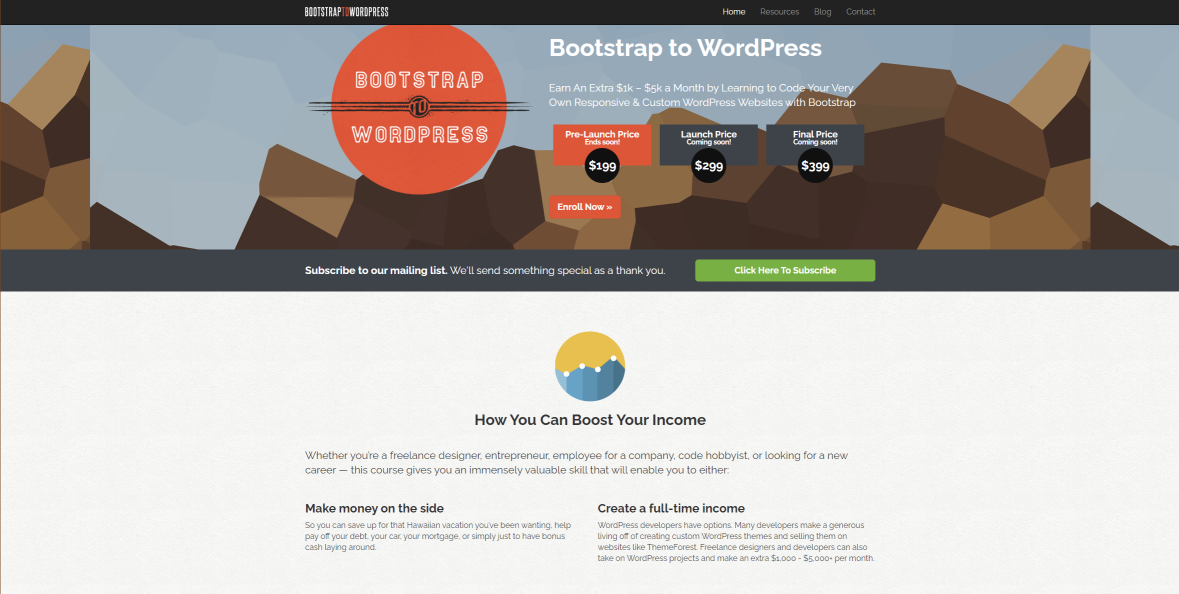 BOOTSTRAPTOWORDPRESS
Home Resources Blog Contact
BOOTSTRAP
TO
WORDPRESS
Bootstrap to WordPress
Earn An Extra $1k – $5k a Month by Learning to Code Your Very
Own Responsive & Custom WordPress Websites with Bootstrap
Pre-Launch Price
Ends soon!
$199
Launch Price
Coming soon!
$299
Final Price
Coming soon!
$399
Enroll Now »
Subscribe to our mailing list. We'll send something special as a thank you.
Click Here To Subscribe
How You Can Boost Your Income
Whether you're a freelance designer, entrepreneur, employee for a company, code hobbyist, or looking for a new
career — this course gives you an immensely valuable skill that will enable you to either:
Make money on the side
So you can save up for that Hawaiian vacation you've been wanting, help
pay off your debt, your car, your mortgage, or simply just to have bonus
cash laying around.
Create a full-time income
WordPress developers have options. Many developers make a generous
living off of creating custom WordPress themes and selling them on
websites like ThemeForest. Freelance designers and developers can also
take on WordPress projects and make an extra $1,000 - $5,000+ per month.